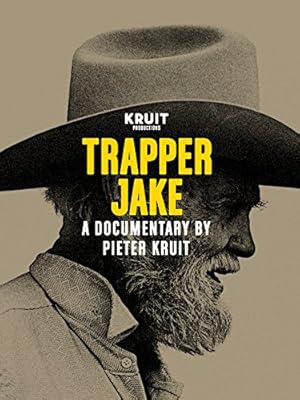 KRUIT
PRODUCTIONS
TRAPPER
JAKE
A DOCUMENTARY BY
PIETER KRUIT